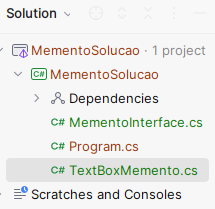 Solution
MementoSolucao · 1 project
C# MementoSolucao
Dependencies
C# MementoInterface.cs
C# Program.cs
C# TextBoxMemento.cs
Scratches and Consoles